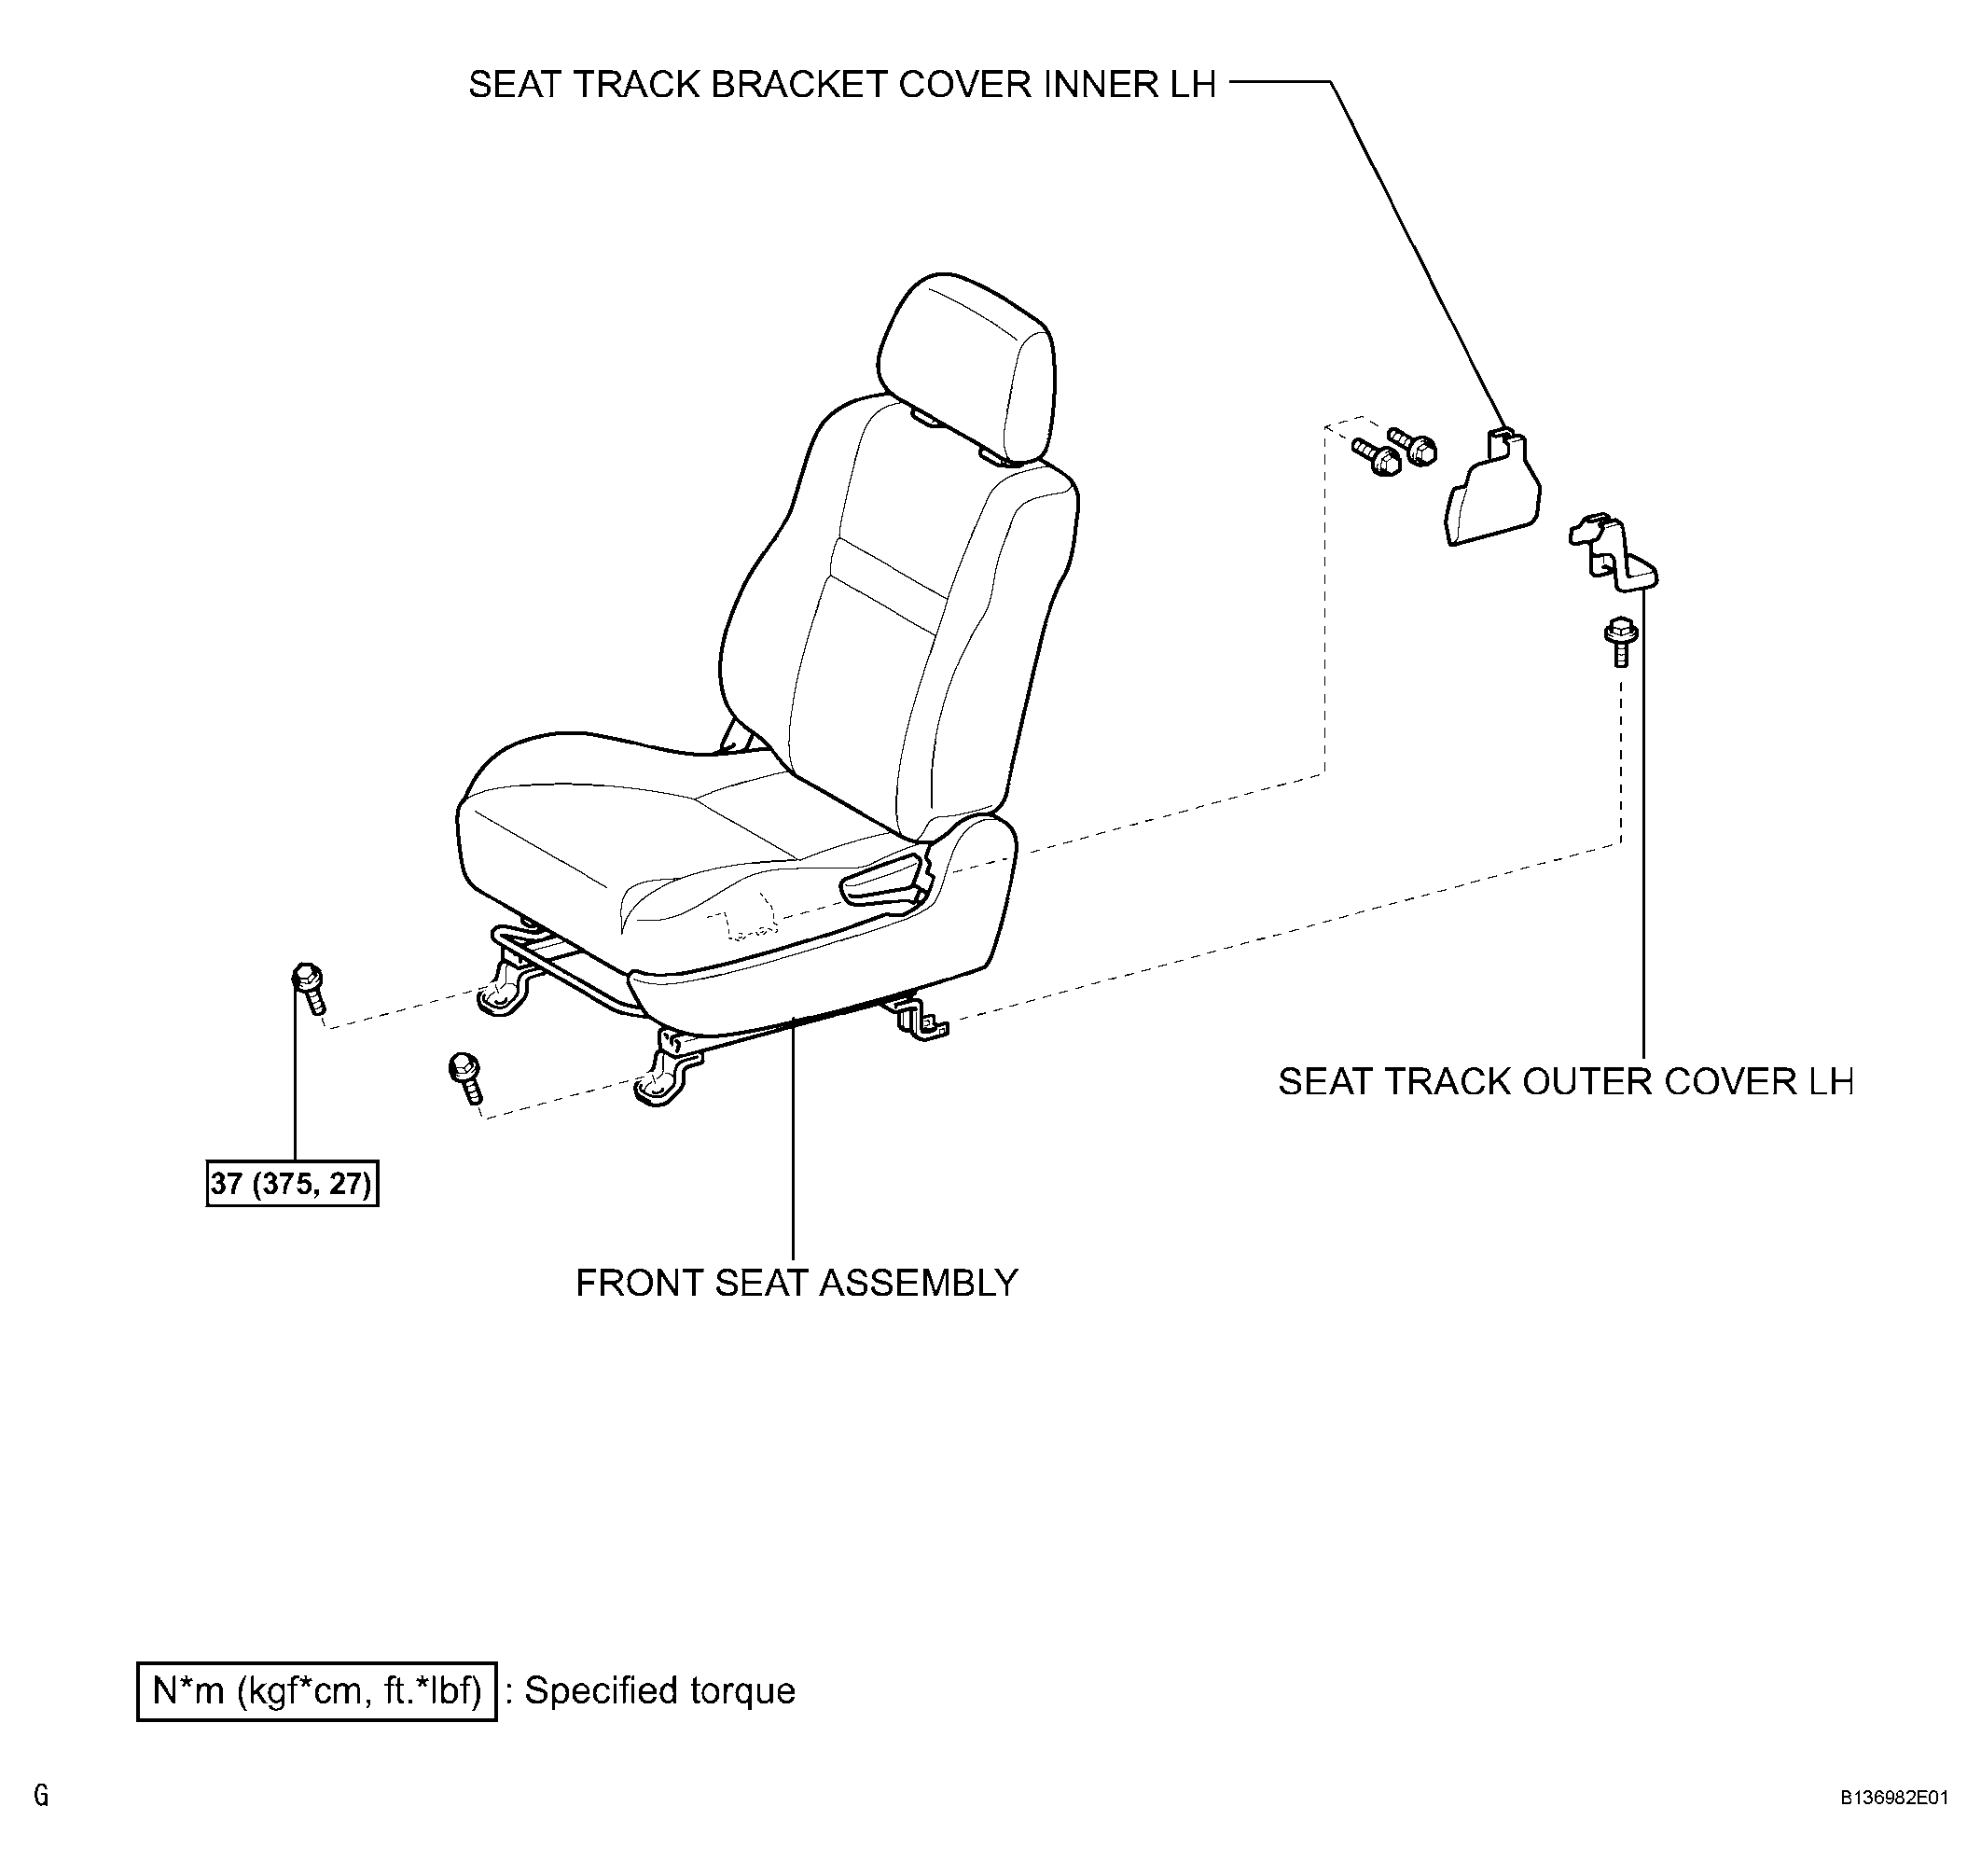 SEAT TRACK BRACKET COVER INNER LH
SEAT TRACK OUTER COVER LH
37 (375, 27)
FRONT SEAT ASSEMBLY
N*m (kgf*cm, ft.*lbf) : Specified torque
G
B136982E01